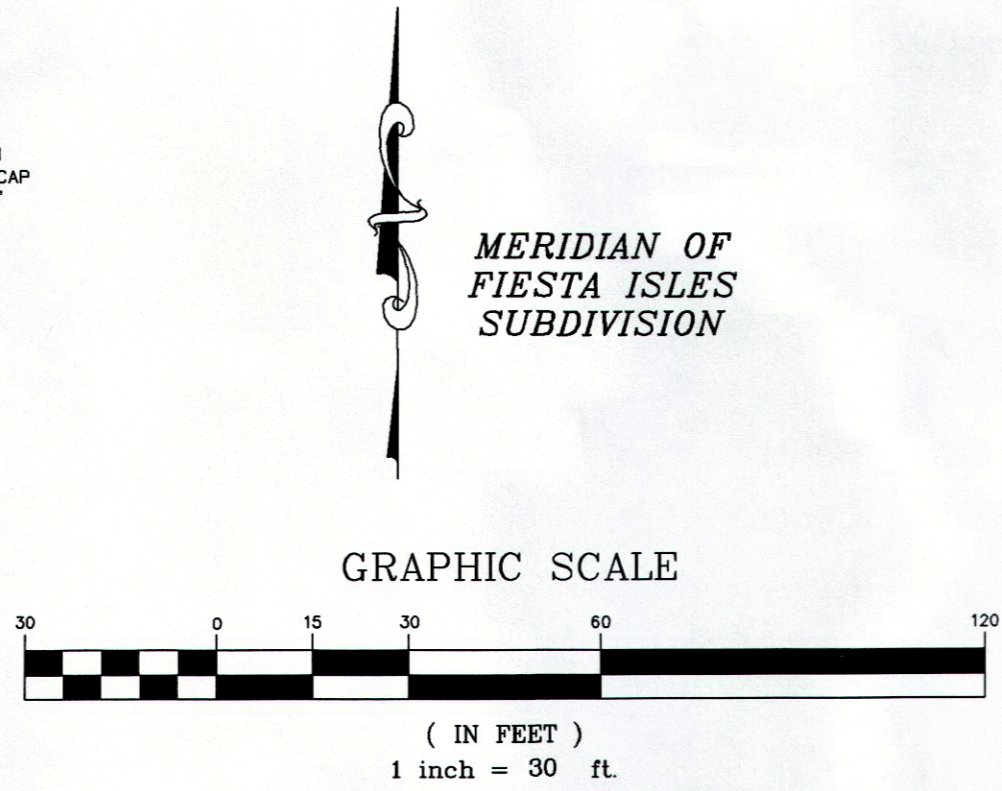 CAP
MERIDIAN OF
FIESTA ISLES
SUBDIVISION
GRAPHIC SCALE
30 0 15 30 60 120
( IN FEET )
1 inch = 30 ft.